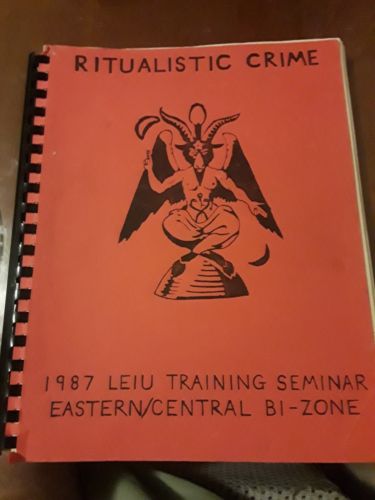 RITUALISTIC CRIME
1987 LEIU TRAINING SEMINAR
EASTERN/CENTRAL BI-ZONE